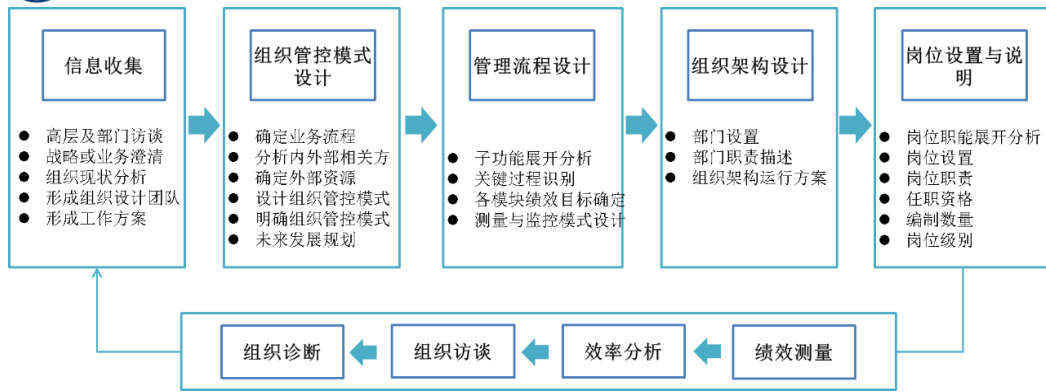 信息收集
高层及部门访谈
战略或业务澄清
组织现状分析
形成组织设计团队
形成工作方案
组织管控模式
设计
确定业务流程
分析内外部相关方
确定外部资源
设计组织管控模式
明确组织管控模式
未来发展规划
管理流程设计
子功能展开分析
关键过程识别
各模块绩效目标确定
测量与监控模式设计
组织架构设计
部门设置
部门职责描述
组织架构运行方案
岗位设置与说
明
岗位职能展开分析
岗位设置
岗位职责
任职资格
编制数量
岗位级别
组织诊断
组织访谈
效率分析
绩效测量